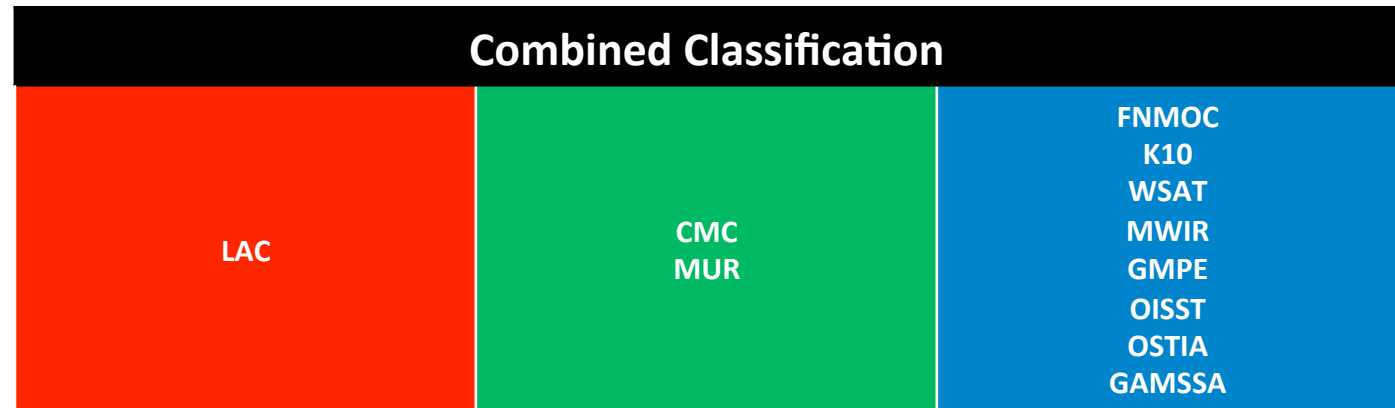 Combined Classification
LAC
CMC
MUR
FNMOC
K10
WSAT
MWIR
GMPE
OISST
OSTIA
GAMSSA